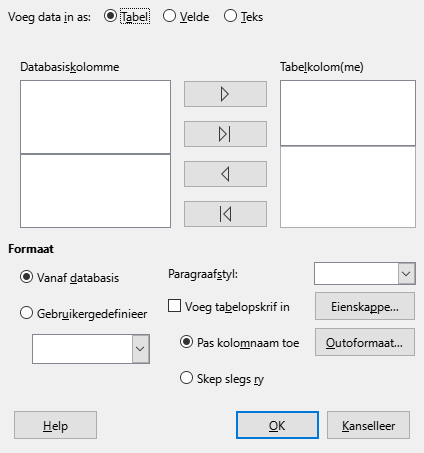 Voeg data in as: Tabel Velde Teks
Databasiskolomme Tabelkolom(me)
Formaat
Vanaf databasis Paragraafstyl:
Gebruikergedefinieer Voeg tabelopskrif in Eienskappe...
Pas kolomnaam toe Outoformaat...
Skep slegs ry
Help OK Kanselleer